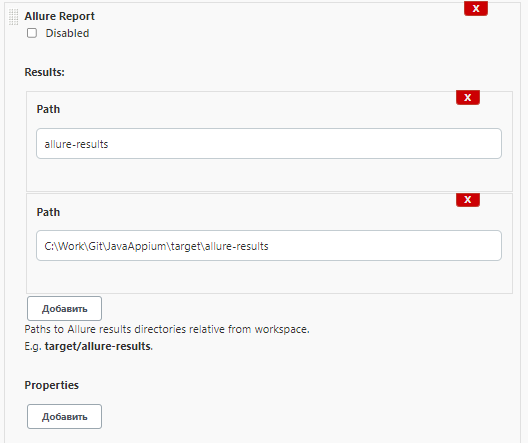 Allure Report
X
Disabled
Results:
X
Path
allure-results
X
Path
C:\Work\Git\JavaAppium\target\allure-results
Добавить
Paths to Allure results directories relative from workspace.
E.g. target/allure-results.
Properties
Добавить